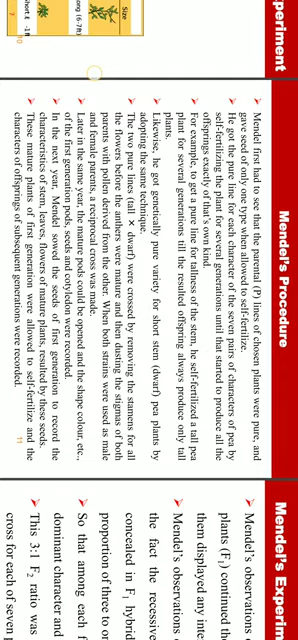 xperiment
Size
ong (6-7ft)
hort ( -1 ft
10
Mendel's Procedure
➤ Mendel first had to see that the parental (P) lines of chosen plants were pure, and
gave seed of only one type when allowed to self-fertilize.
➤ He got the pure line for each character of the seven pairs of characters of pea by
self-fertilizing the plant for several generations until that started to produce all the
offsprings exactly of that's own kind.
➤ For example, to get a pure line for tallness of the stem, he self-fertilized a tall pea
plant for several generations till the resulted offspring always produce only tall
plants.
➤ Likewise, he got genetically pure variety for short stem (dwarf) pea plants by
adopting the same technique.
➤ The two pure lines (tall × dwarf) were crossed by removing the stamens for all
the flowers before the anthers were mature and then dusting the stigmas of both
parents with pollen derived from the other. When both strains were used as male
and female parents, a reciprocal cross was made.
➤ Later in the same year, the mature pods could be opened and the shape colour, etc.,
of the first generation pods, seeds and cotyledon were recorded.
➤ In the next year, Mendel sowed the seeds of first generation to record the
characteristics of stem, leaves, flowers of mature plants, resulted by these seeds.
➤ These mature plants of first generation were allowed to self-fertilize and the
characters of offsprings of subsequent generations were recorded.
11
Mendel's Experim
➤ Mendel's observations
plants (F₁) continued th
them displayed any inte
➤ Mendel's observations
the fact the recessive
concealed in F₁ hybrid
proportion of three to or
➤ So that among each f
dominant character and
➤ This 3:1 F₂ ratio was
cross for each of seven p